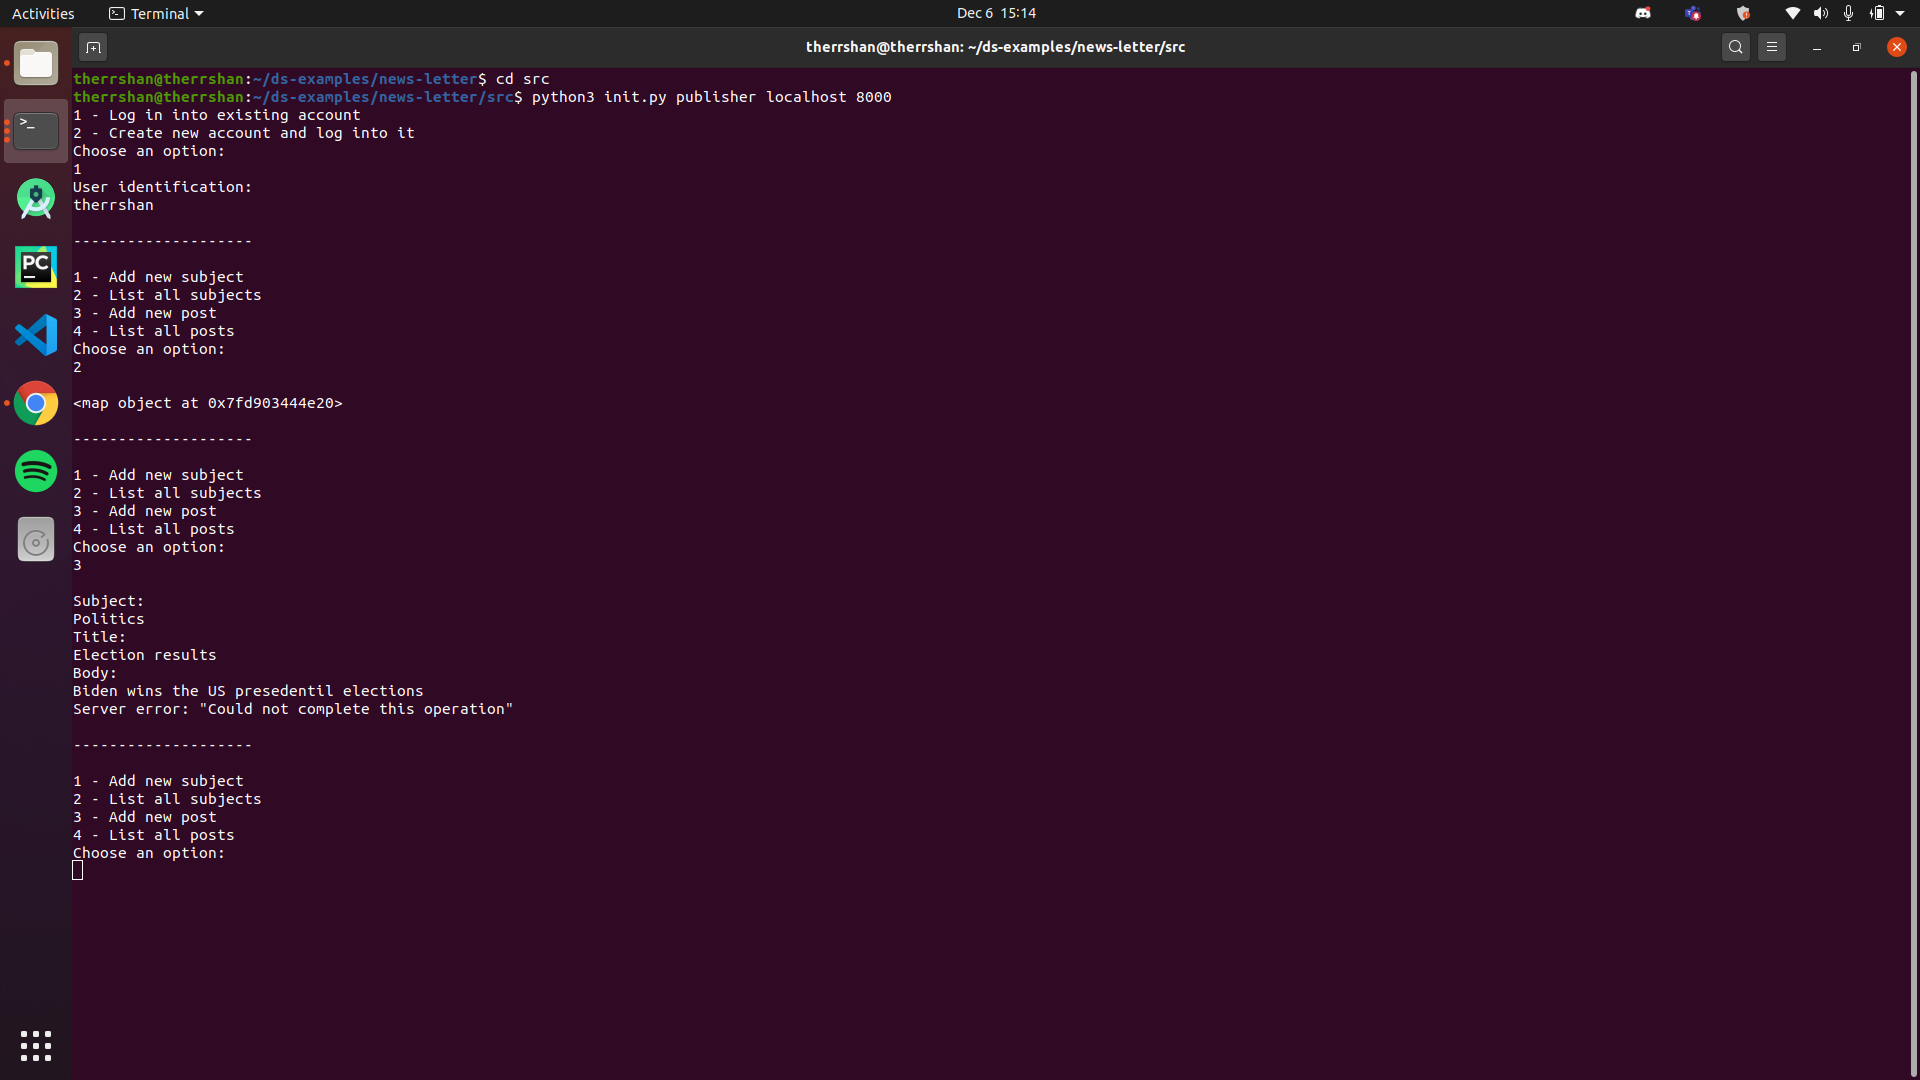 Activities Terminal Dec 6 15:14
therrshan@therrshan: ~/ds-examples/news-letter/src
therrshan@therrshan:~/ds-examples/news-letter$ cd src
therrshan@therrshan:~/ds-examples/news-letter/src$ python3 init.py publisher localhost 8000
1 - Log in into existing account
2 - Create new account and log into it
Choose an option:
1
User identification:
therrshan
--------------------
1 - Add new subject
2 - List all subjects
3 - Add new post
4 - List all posts
Choose an option:
2
<map object at 0x7fd903444e20>
--------------------
1 - Add new subject
2 - List all subjects
3 - Add new post
4 - List all posts
Choose an option:
3
Subject:
Politics
Title:
Election results
Body:
Biden wins the US presedentil elections
Server error: "Could not complete this operation"
--------------------
1 - Add new subject
2 - List all subjects
3 - Add new post
4 - List all posts
Choose an option:
>_
PC